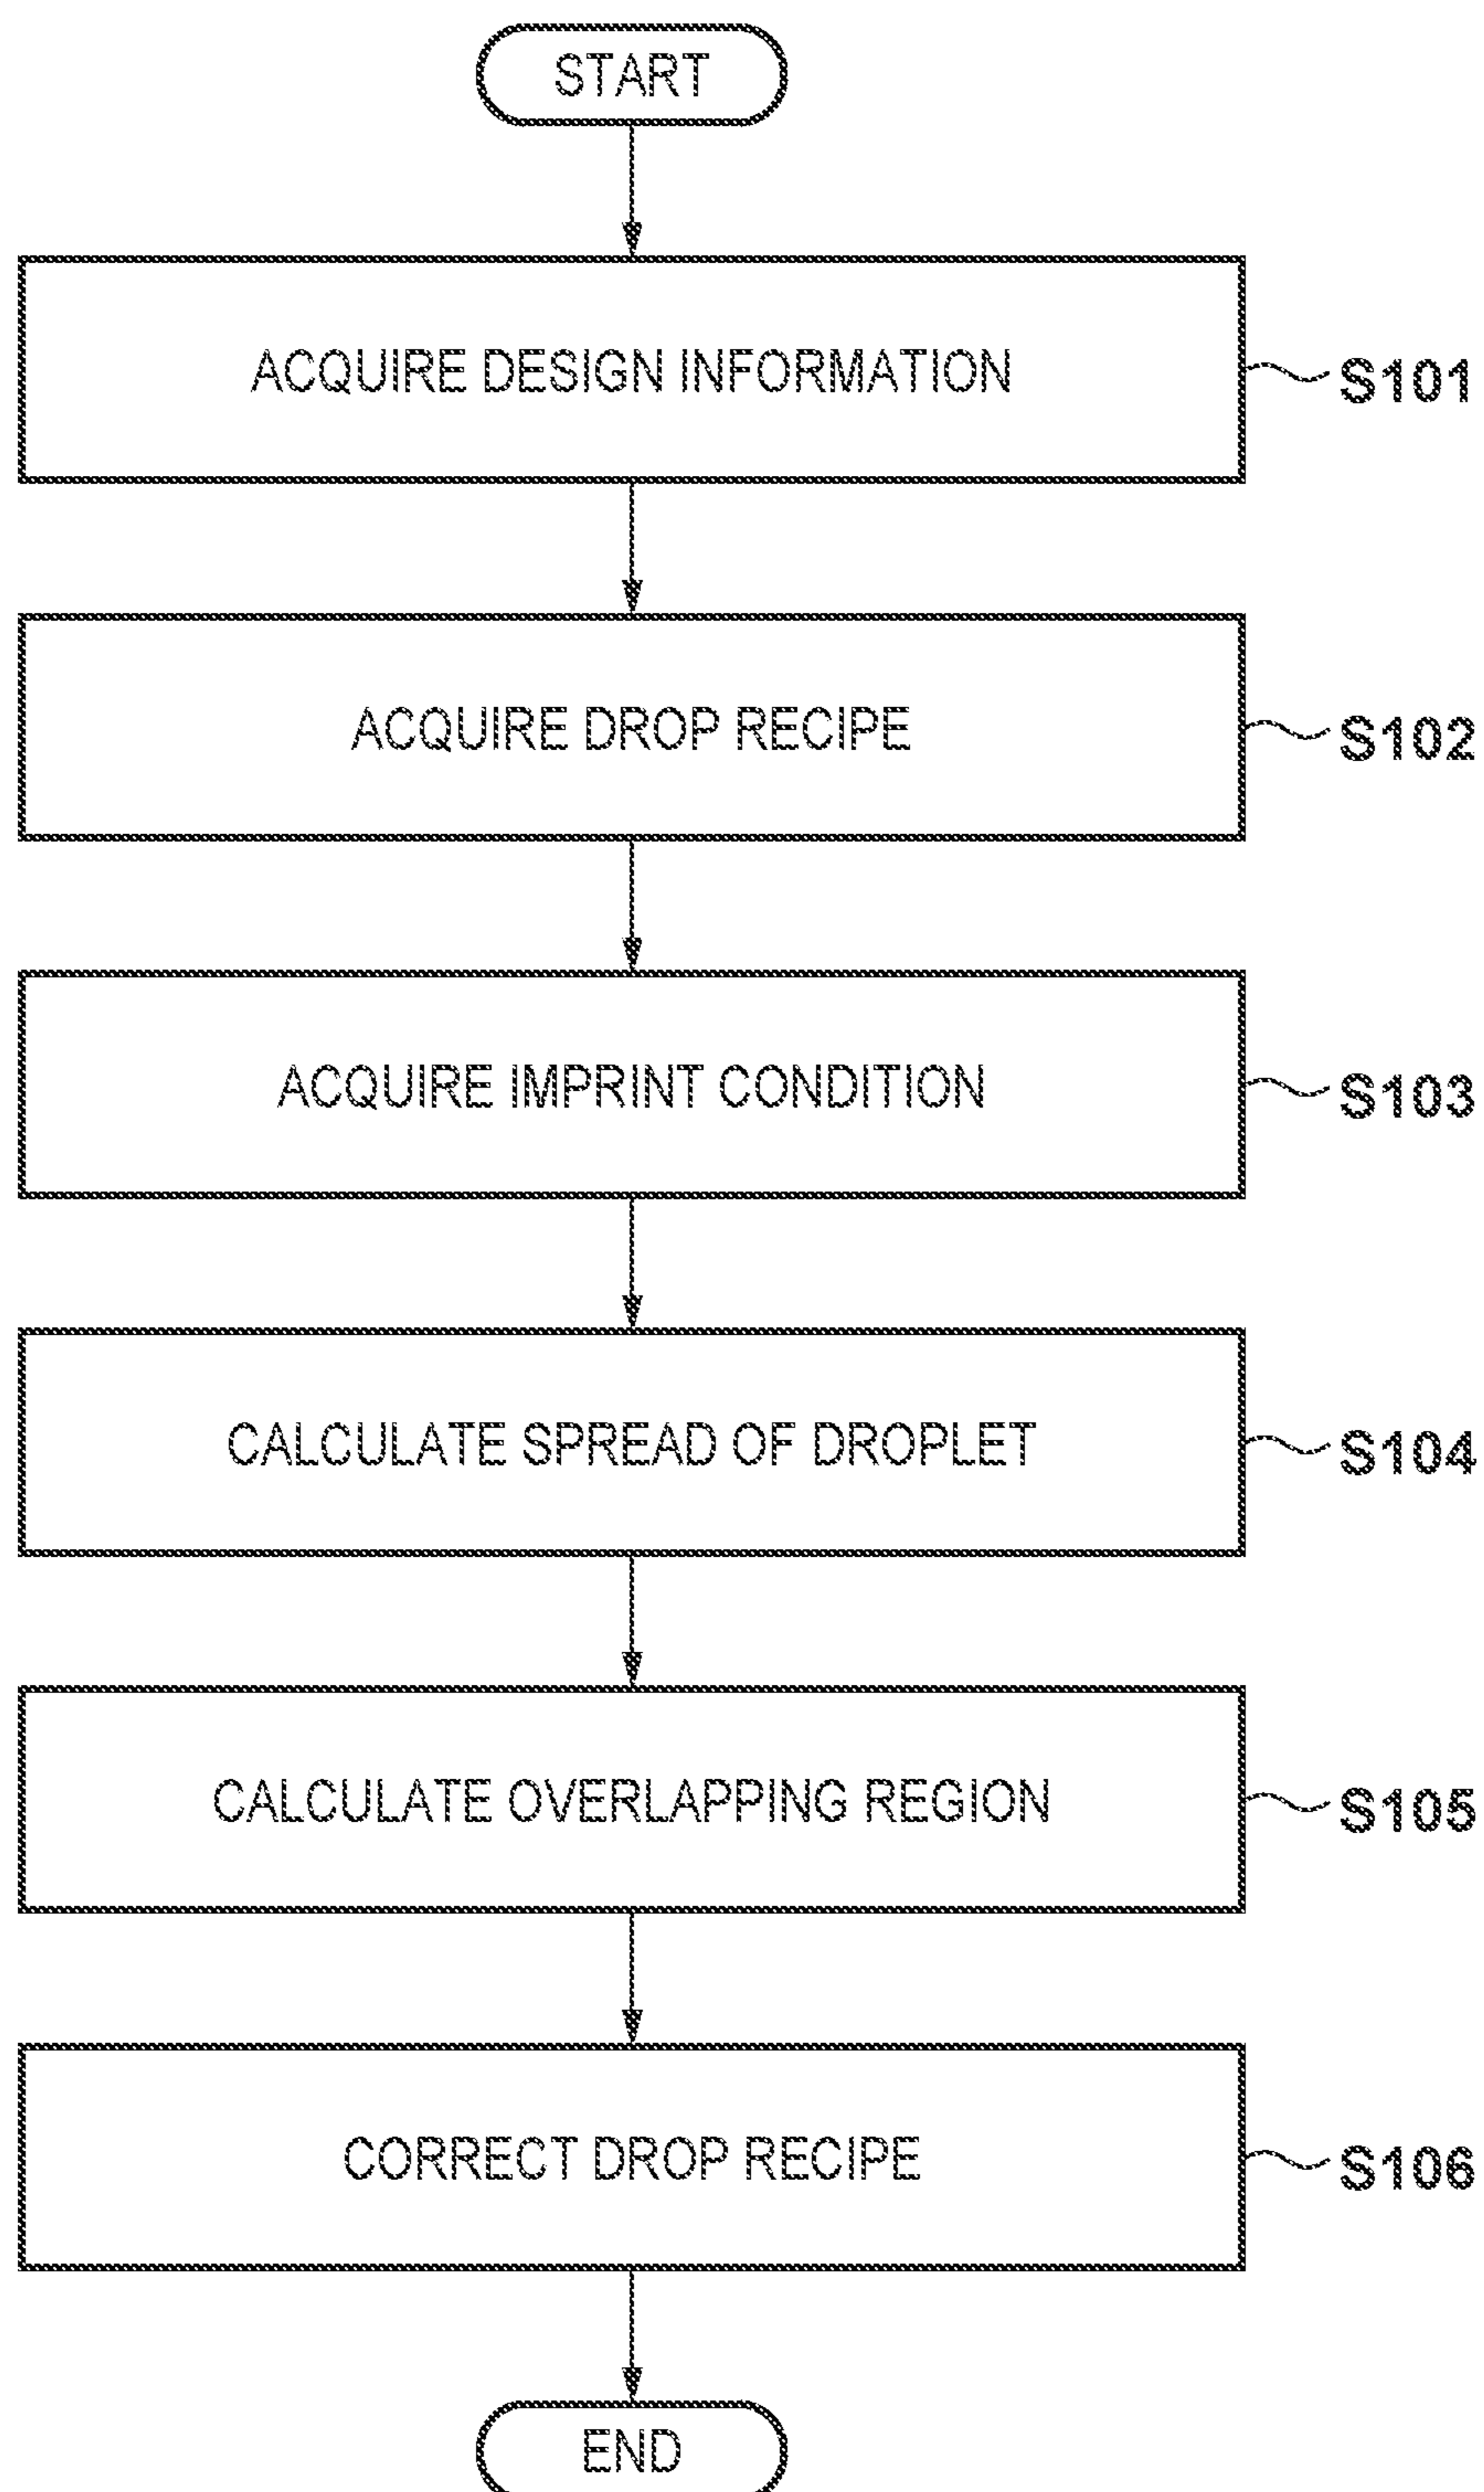 START
ACQUIRE DESIGN INFORMATION
S101
ACQUIRE DROP RECIPE
S102
ACQUIRE IMPRINT CONDITION
S103
CALCULATE SPREAD OF DROPLET
S104
CALCULATE OVERLAPPING REGION
S105
CORRECT DROP RECIPE
S106
END